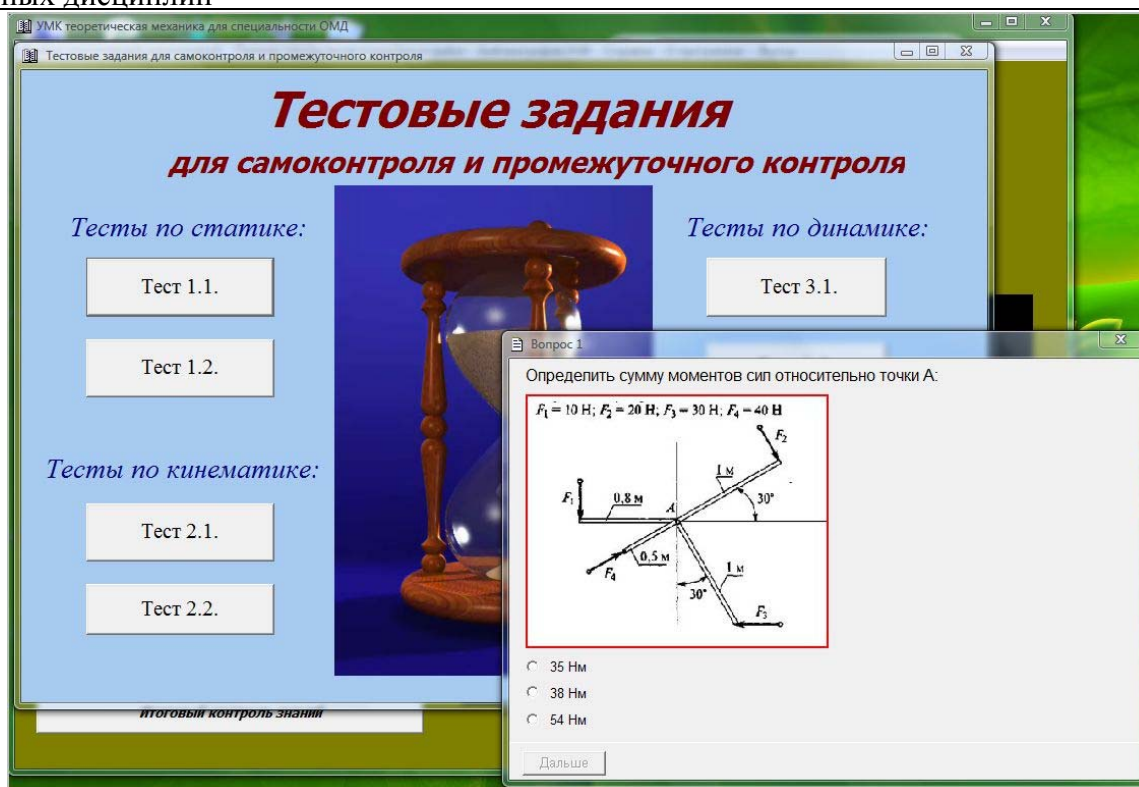 ных дисциплин
УМК теоретическая механика для специальности ОМД
Тестовые задания для самоконтроля и промежуточного контроля
Тестовые задания
для самоконтроля и промежуточного контроля
Тесты по статике:
Тест 1.1.
Тест 1.2.
Тесты по кинематике:
Тест 2.1.
Тест 2.2.
Тесты по динамике:
Тест 3.1.
Вопрос 1
Определить сумму моментов сил относительно точки А:
F₁ = 10 Н; F₂ = 20 Н; F₃ = 30 Н; F₄ = 40 Н
F₂
1 м
30°
F₁
0,8 м
А
0,5 м
F₄
1 м
30°
F₃
35 Нм
38 Нм
54 Нм
Дальше
Итоговый контроль знаний